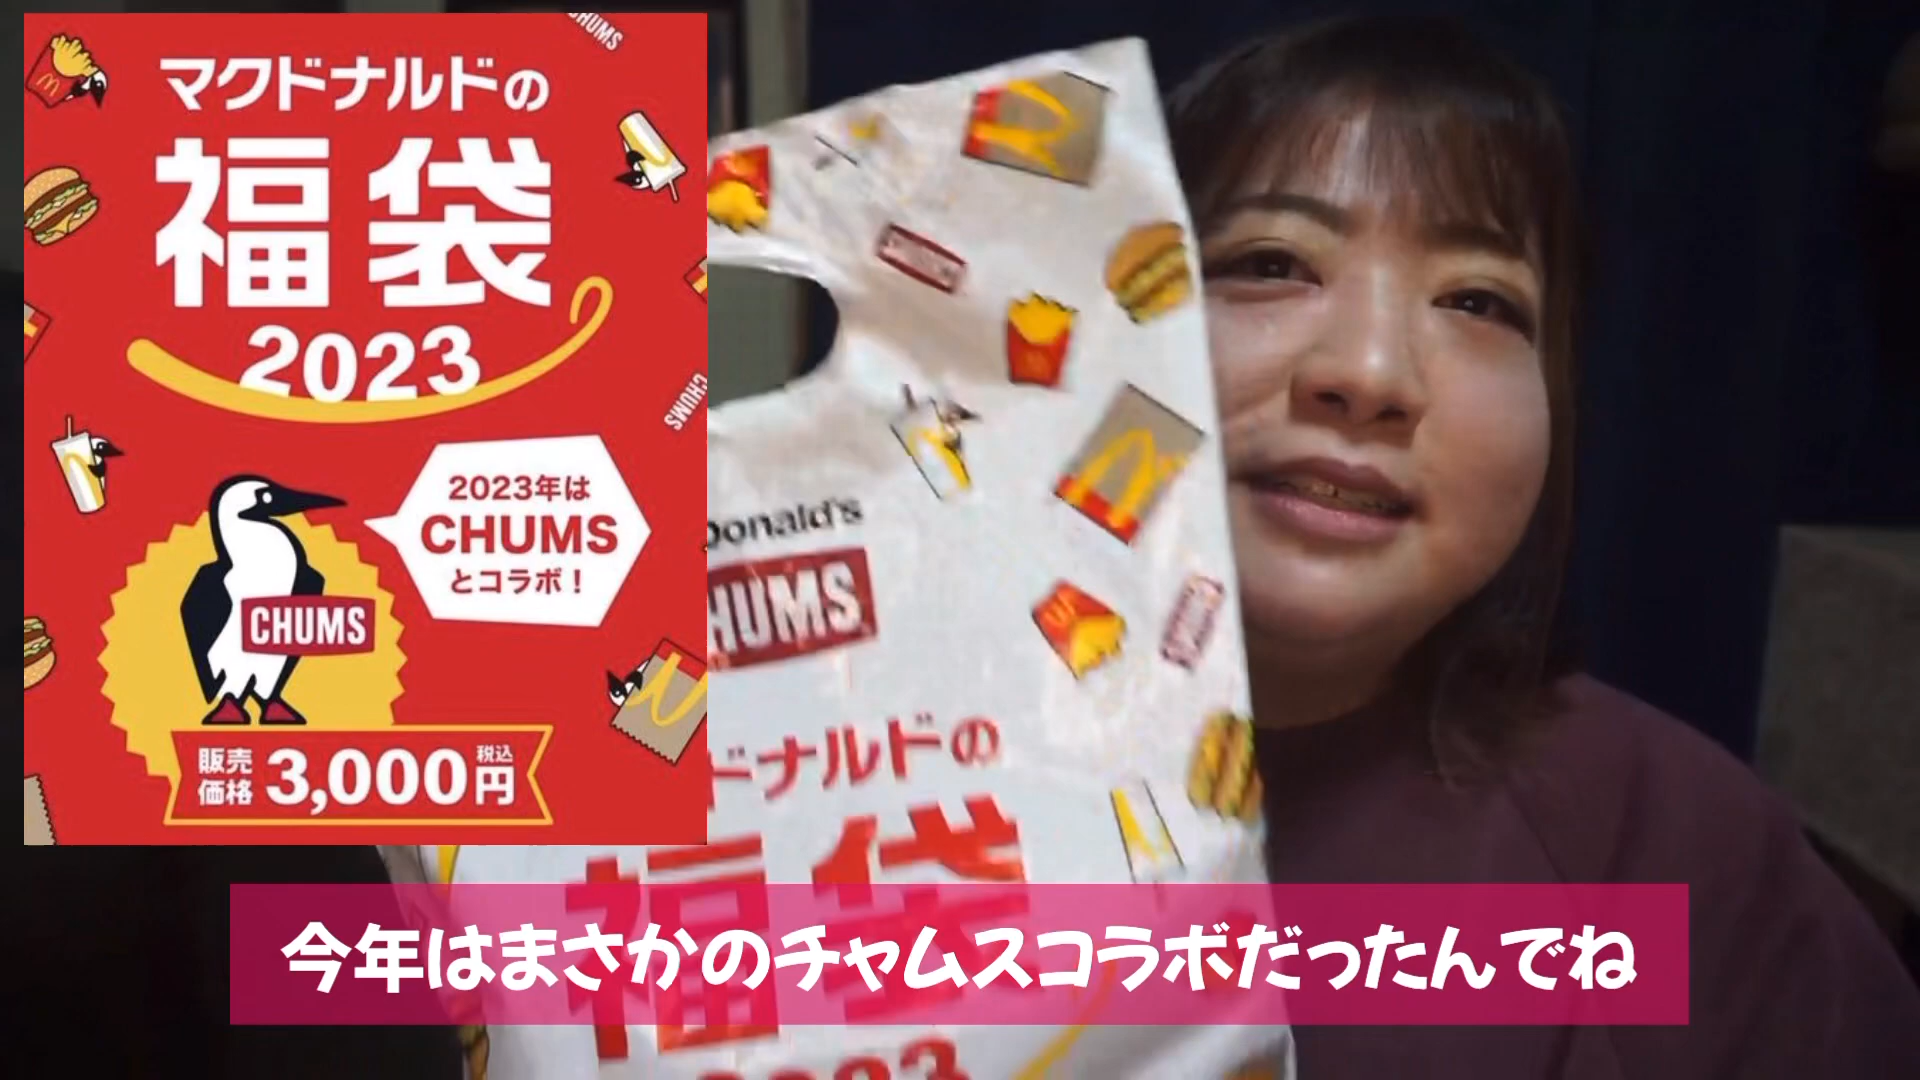 CHUMS
マクドナルドの
福袋
2023
CHUMS
2023年は
CHUMS
とコラボ！
CHUMS
販売価格 3,000円 税込
Donald's
HUMS
ドナルドの
福袋
2023
今年はまさかのチャムスコラボだったんでね